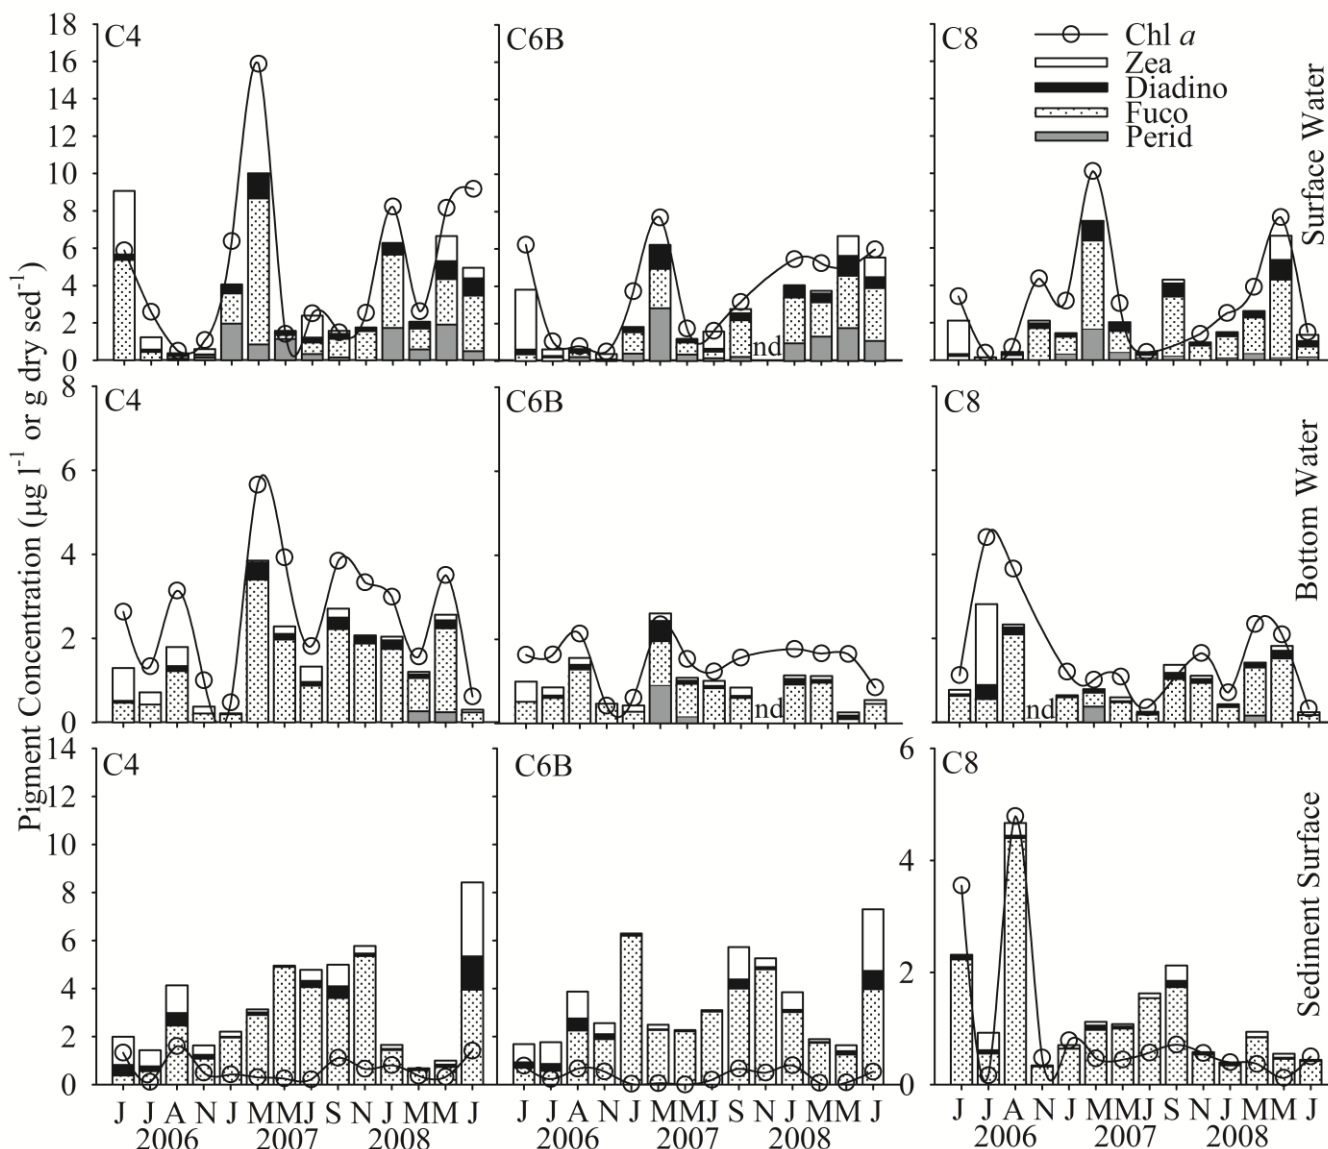 C4
C6B
C8
Chl a
Zea
Diadino
Fuco
Perid
18
16
14
12
10
8
6
4
2
0
nd
Surface Water
Pigment Concentration (μg l⁻¹ or g dry sed⁻¹)
C4
C6B
C8
8
6
4
2
0
nd
nd
Bottom Water
C4
C6B
C8
14
12
10
8
6
4
2
0
6
4
2
0
Sediment Surface
J J A N J M M J S N J M M J
J J A N J M M J S N J M M J
J J A N J M M J S N J M M J
2006 2007 2008
2006 2007 2008
2006 2007 2008